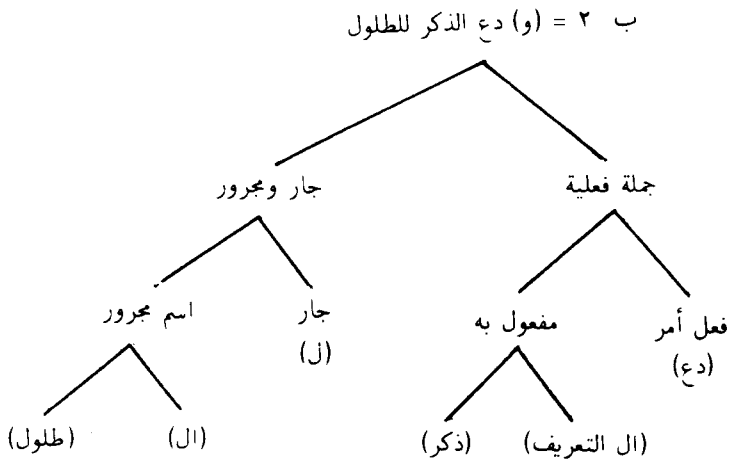 ب ٢ = (و) دع الذكر للطلول
جملة فعلية جار ومجرور
فعل أمر مفعول به جار اسم مجرور
(دع) (ل)
(ال التعريف) (ذكر) (ال) (طلول)